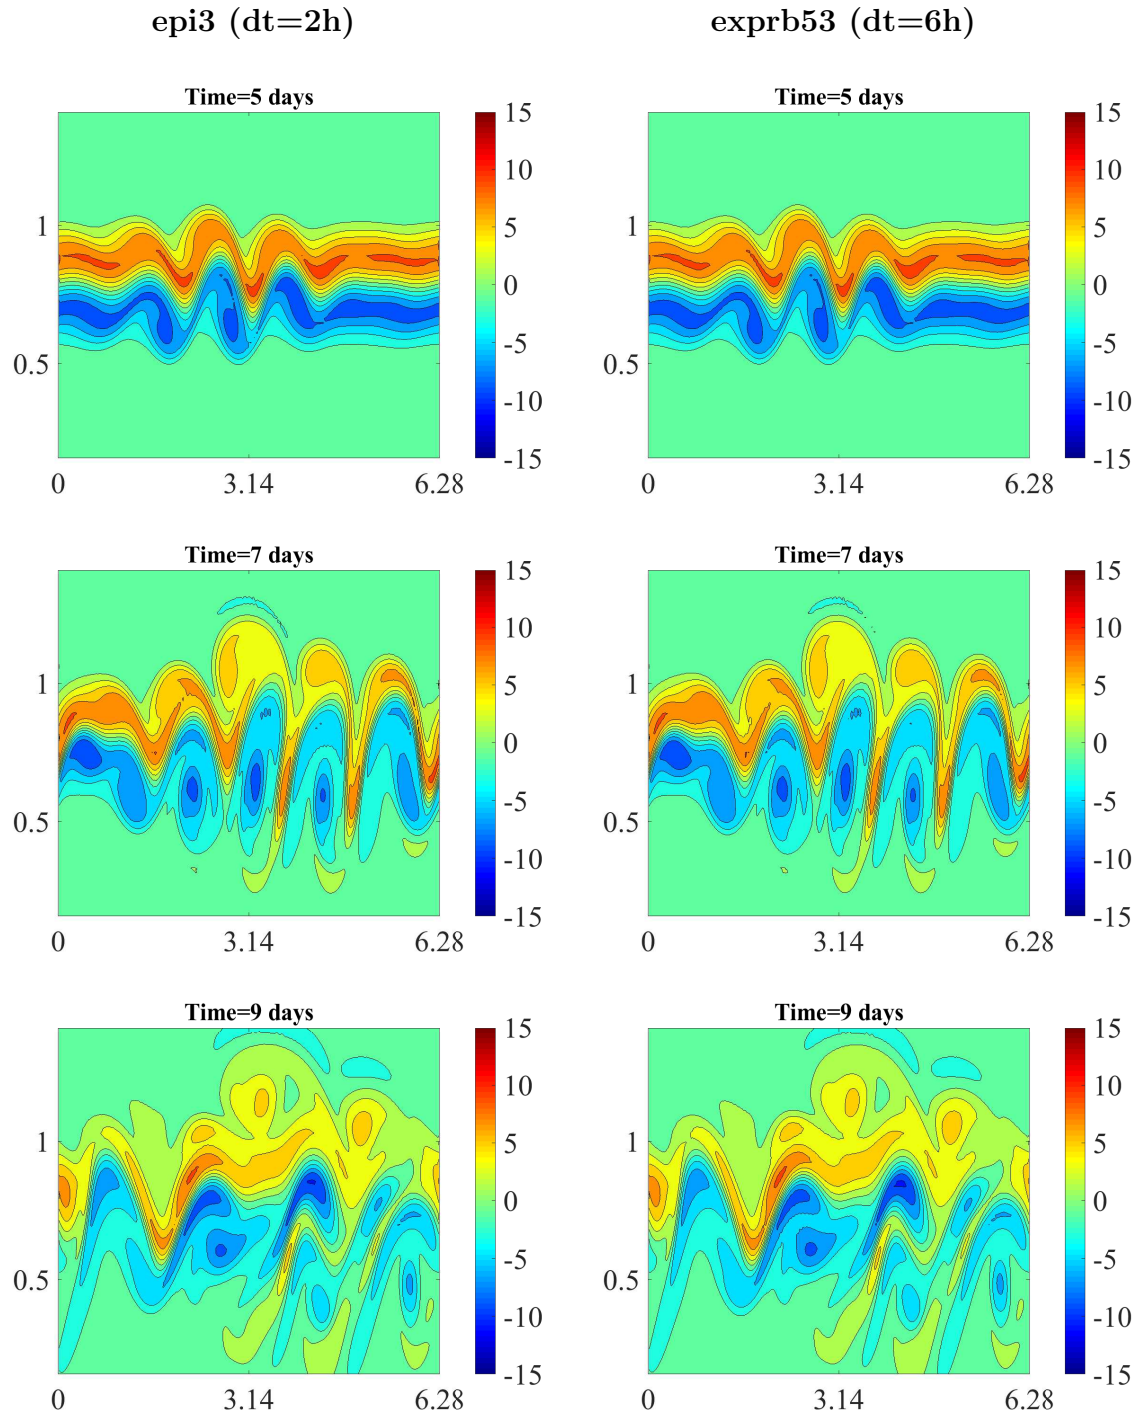 epi3 (dt=2h) exprb53 (dt=6h)
Time=5 days Time=5 days
15 15
10 10
1 5 1 5
0 0
0.5 -5 0.5 -5
-10 -10
-15 -15
0 3.14 6.28 0 3.14 6.28
Time=7 days Time=7 days
15 15
10 10
1 5 1 5
0 0
0.5 -5 0.5 -5
-10 -10
-15 -15
0 3.14 6.28 0 3.14 6.28
Time=9 days Time=9 days
15 15
10 10
1 5 1 5
0 0
0.5 -5 0.5 -5
-10 -10
-15 -15
0 3.14 6.28 0 3.14 6.28